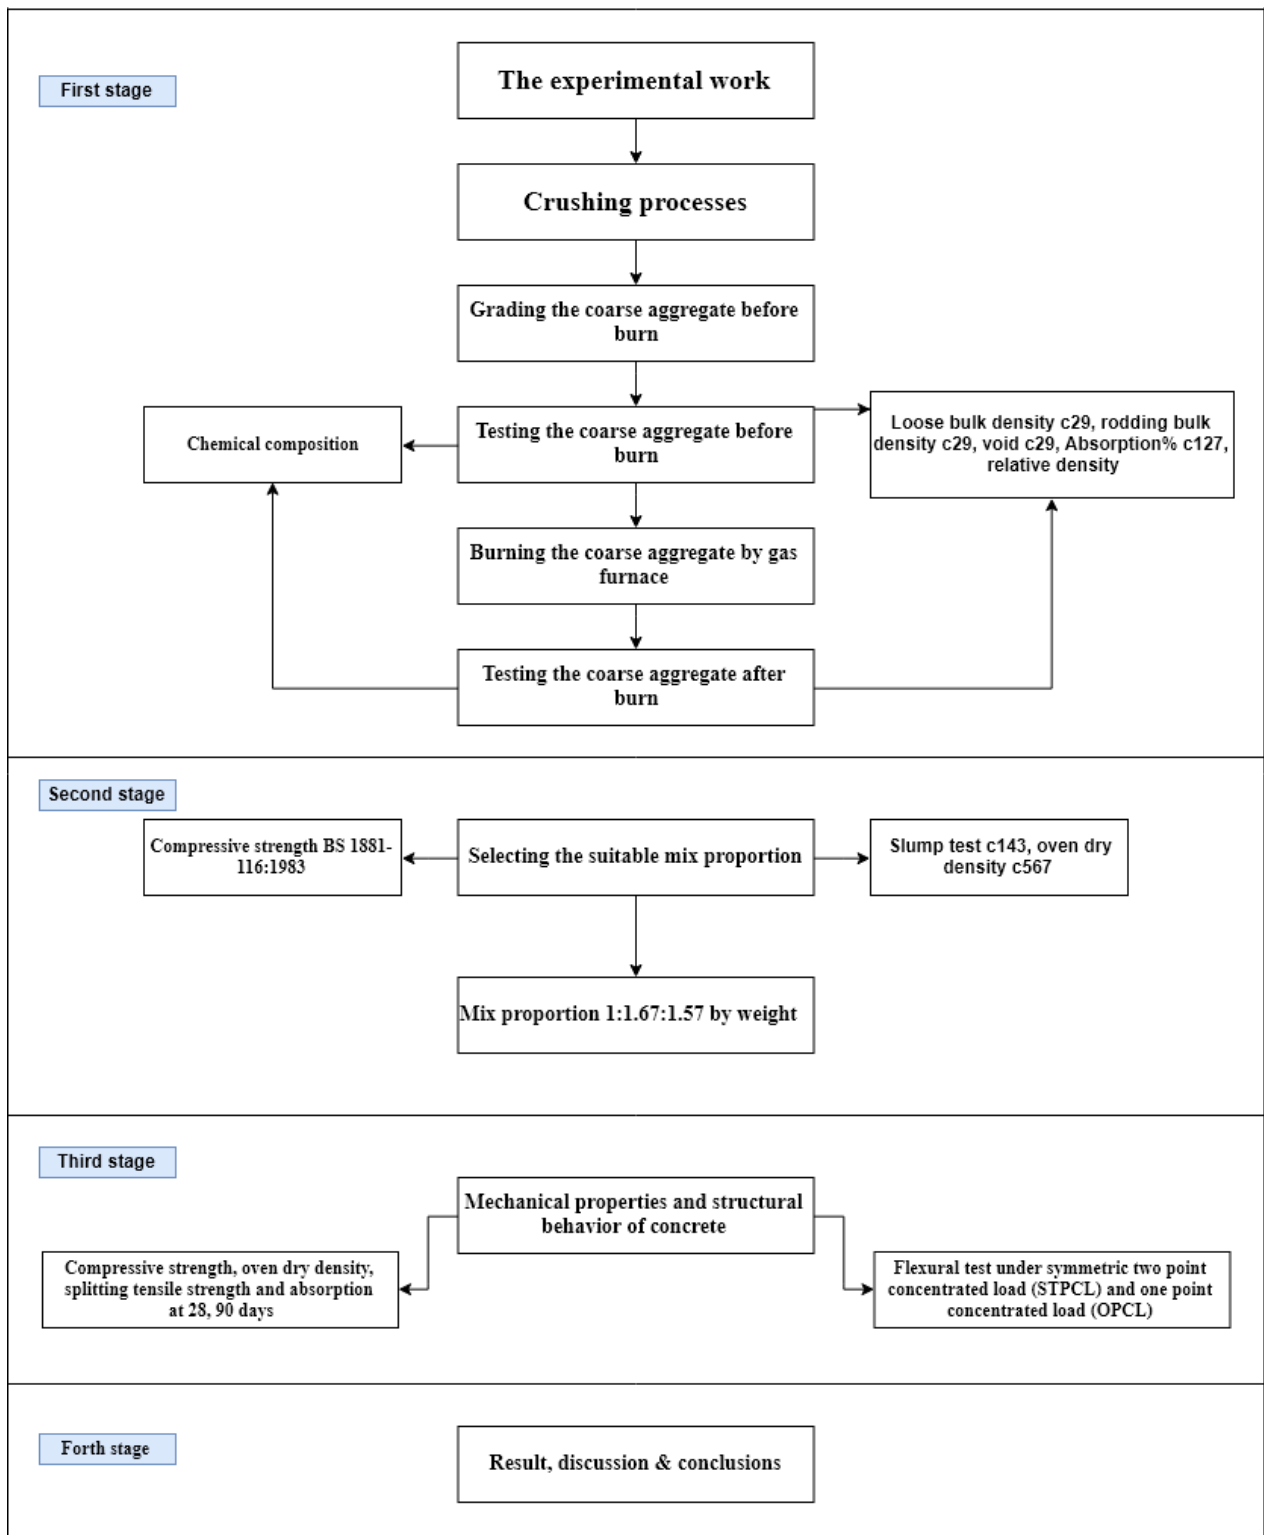 First stage
The experimental work
Crushing processes
Grading the coarse aggregate before
burn
Chemical composition
Testing the coarse aggregate before
burn
Loose bulk density c29, rodding bulk
density c29, void c29, Absorption% c127,
relative density
Burning the coarse aggregate by gas
furnace
Testing the coarse aggregate after
burn
Second stage
Compressive strength BS 1881-
116:1983
Selecting the suitable mix proportion
Slump test c143, oven dry
density c567
Mix proportion 1:1.67:1.57 by weight
Third stage
Mechanical properties and structural
behavior of concrete
Compressive strength, oven dry density,
splitting tensile strength and absorption
at 28, 90 days
Flexural test under symmetric two point
concentrated load (STPCL) and one point
concentrated load (OPCL)
Forth stage
Result, discussion & conclusions